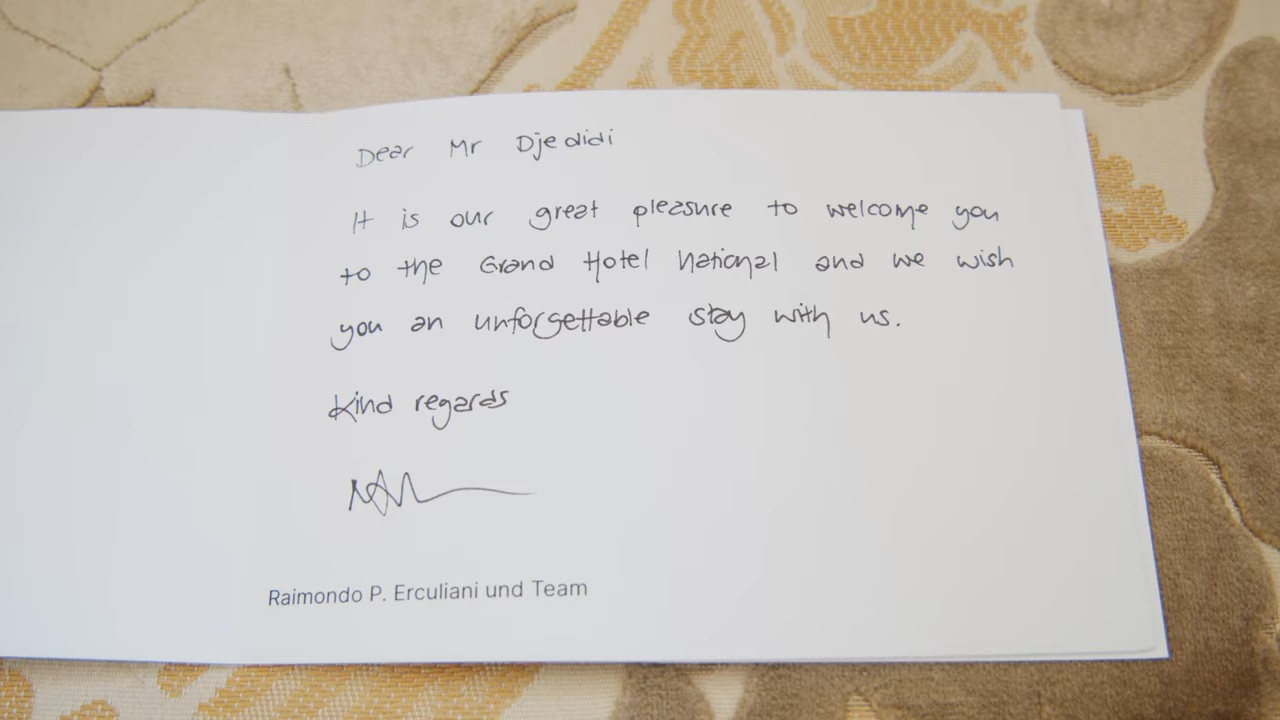 Dear Mr Djedidi
It is our great pleasure to welcome you
to the Grand Hotel National and we wish
you an unforgettable stay with us.
Kind regards
Raimondo P. Erculiani und Team